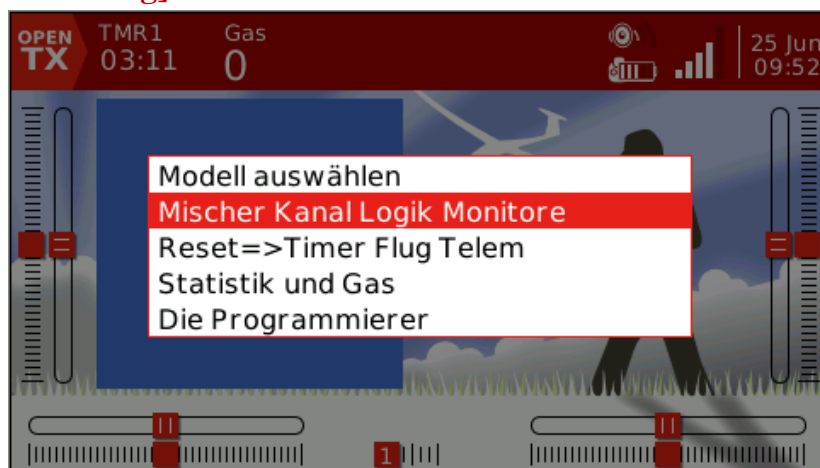 OPEN TX
TMR1
03:11
Gas
0
25 Jun
09:52
Modell auswählen
Mischer Kanal Logik Monitore
Reset=>Timer Flug Telem
Statistik und Gas
Die Programmierer
1